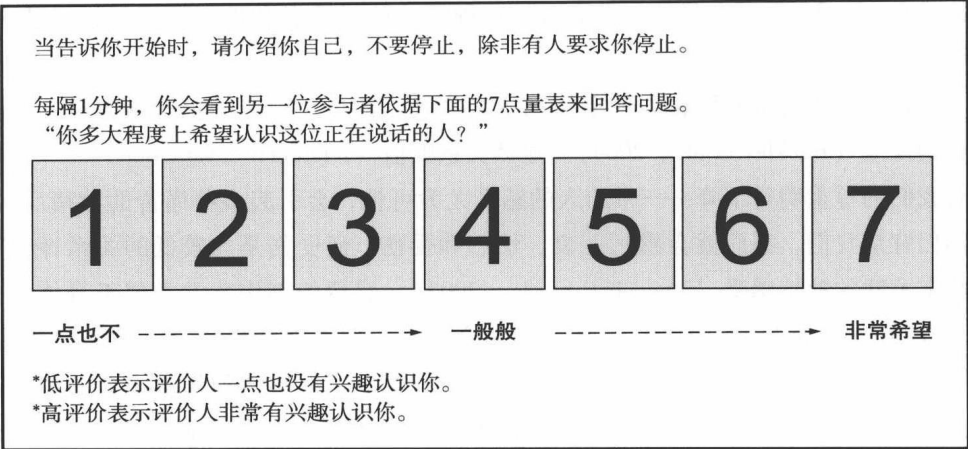 当告诉你开始时，请介绍你自己，不要停止，除非有人要求你停止。
每隔1分钟，你会看到另一位参与者依据下面的7点量表来回答问题。
“你多大程度上希望认识这位正在说话的人？”
1 2 3 4 5 6 7
一点也不 一般般 非常希望
*低评价表示评价人一点也没有兴趣认识你。
*高评价表示评价人非常有兴趣认识你。